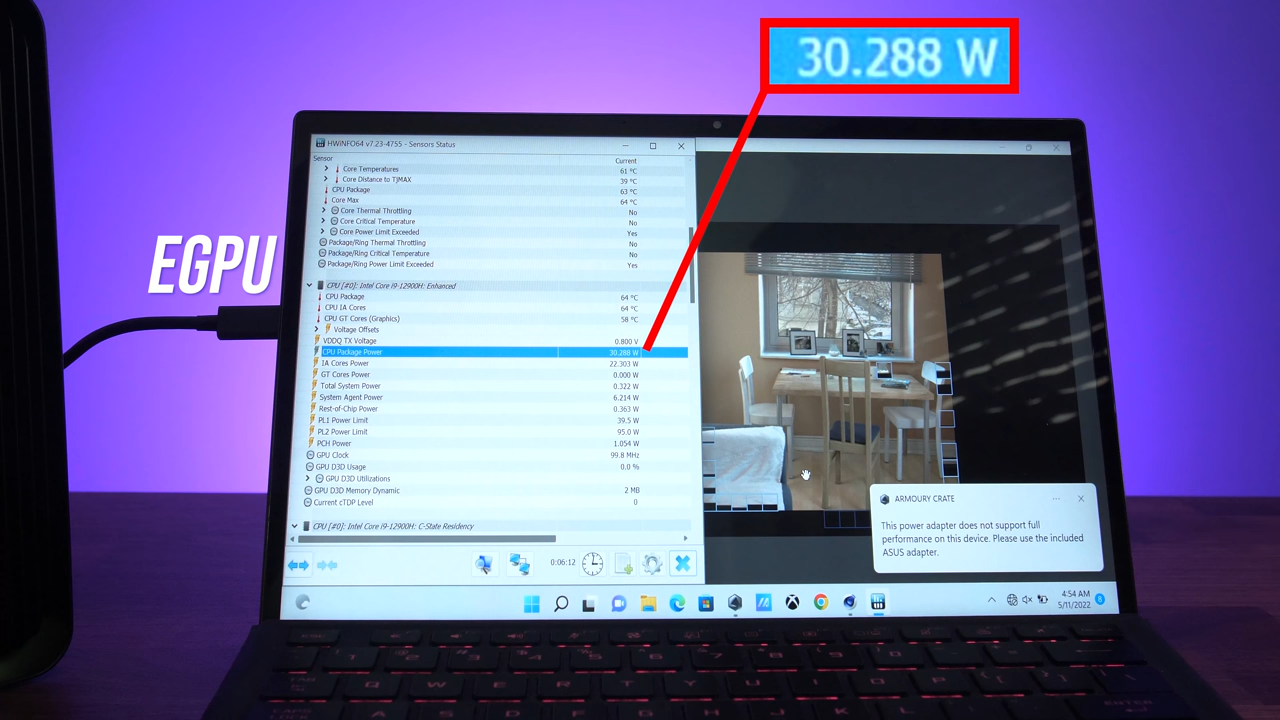 30.288 W
EGPU
HWiNFO64 v7.23-4755 - Sensors Status
Sensor Current
Core Temperatures 61 °C
Core Distance to TJMAX 39 °C
CPU Package 63 °C
Core Max 64 °C
Core Thermal Throttling No
Core Critical Temperature No
Core Power Limit Exceeded Yes
Package/Ring Thermal Throttling No
Package/Ring Critical Temperature No
Package/Ring Power Limit Exceeded Yes
CPU [#0]: Intel Core i9-12900H: Enhanced
CPU Package 64 °C
CPU IA Cores 64 °C
CPU GT Cores (Graphics) 58 °C
Voltage Offsets
VDDQ TX Voltage 0.800 V
CPU Package Power 30.288 W
IA Cores Power 22.303 W
GT Cores Power 0.000 W
Total System Power 0.322 W
System Agent Power 6.214 W
Rest-of-Chip Power 0.363 W
PL1 Power Limit 39.5 W
PL2 Power Limit 95.0 W
PCH Power 1.054 W
GPU Clock 99.8 MHz
GPU D3D Usage 0.0 %
GPU D3D Utilizations
GPU D3D Memory Dynamic 2 MB
Current cTDP Level 0
CPU [#0]: Intel Core i9-12900H: C-State Residency
0:06:12
ARMOURY CRATE
This power adapter does not support full
performance on this device. Please use the included
ASUS adapter.
4:54 AM
5/11/2022
8